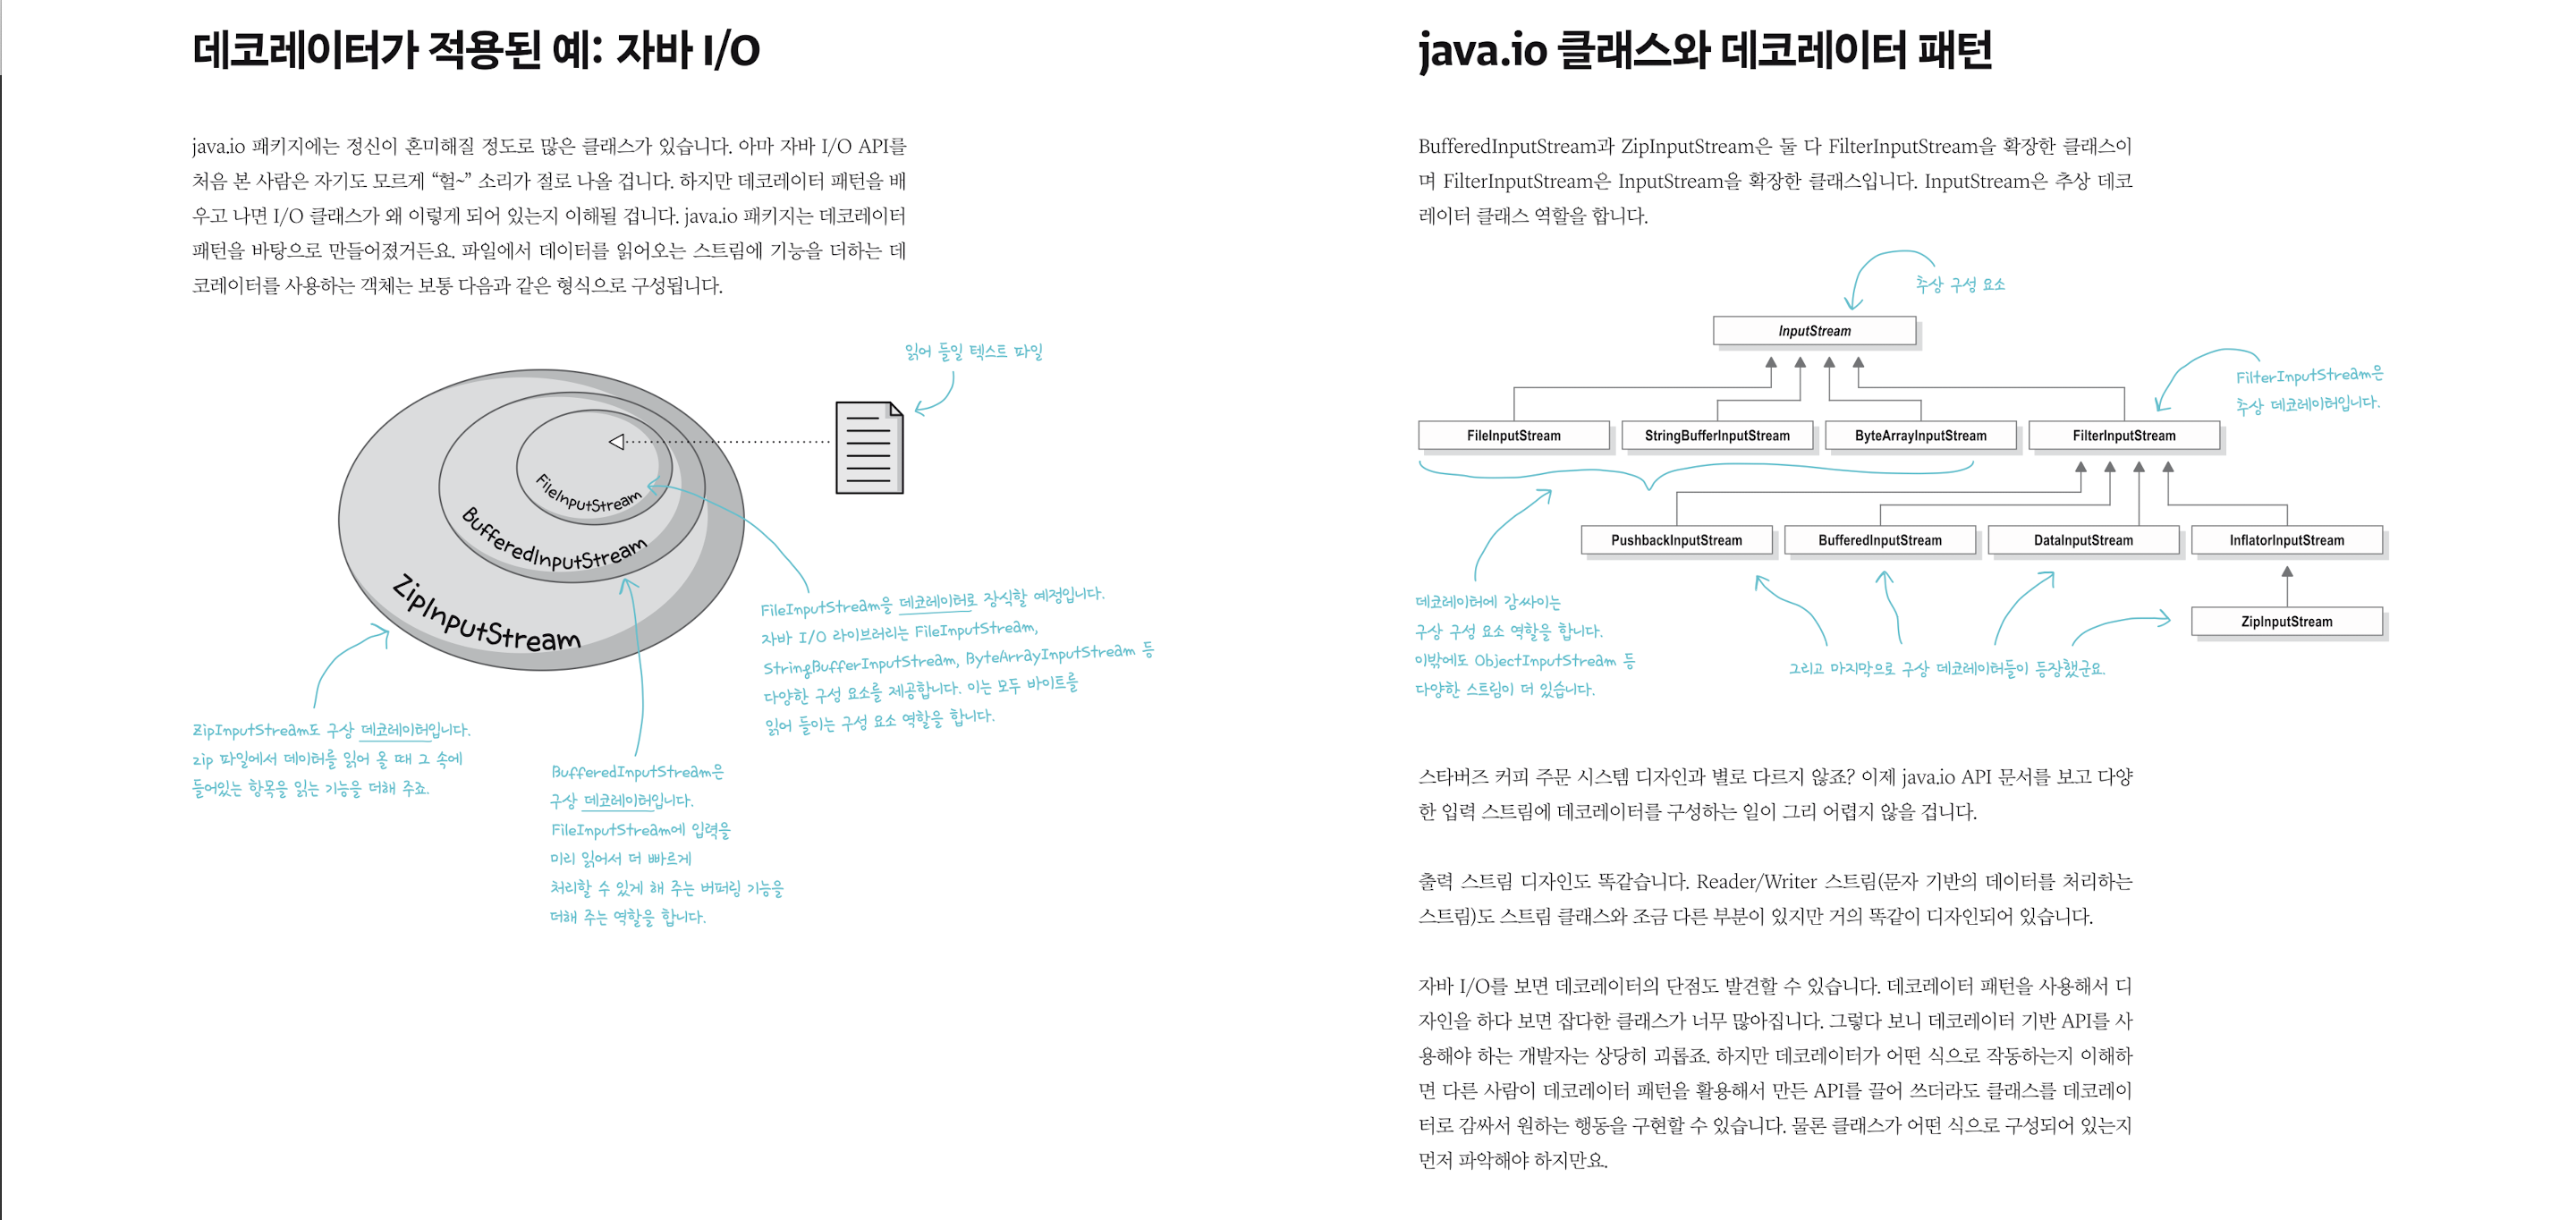 데코레이터가 적용된 예: 자바 I/O
java.io 패키지에는 정신이 혼미해질 정도로 많은 클래스가 있습니다. 아마 자바 I/O API를
처음 본 사람은 자기도 모르게 “헐~” 소리가 절로 나올 겁니다. 하지만 데코레이터 패턴을 배
우고 나면 I/O 클래스가 왜 이렇게 되어 있는지 이해될 겁니다. java.io 패키지는 데코레이터
패턴을 바탕으로 만들어졌거든요. 파일에서 데이터를 읽어오는 스트림에 기능을 더하는 데
코레이터를 사용하는 객체는 보통 다음과 같은 형식으로 구성됩니다.
읽어 들일 텍스트 파일
FileInputStream
BufferedInputStream
ZipInputStream
FileInputStream을 데코레이터로 장식할 예정입니다.
자바 I/O 라이브러리는 FileInputStream,
StringBufferInputStream, ByteArrayInputStream 등
다양한 구성 요소를 제공합니다. 이는 모두 바이트를
읽어 들이는 구성 요소 역할을 합니다.
ZipInputStream도 구상 데코레이터입니다.
zip 파일에서 데이터를 읽어 올 때 그 속에
들어있는 항목을 읽는 기능을 더해 주죠.
BufferedInputStream은
구상 데코레이터입니다.
FileInputStream에 입력을
미리 읽어서 더 빠르게
처리할 수 있게 해 주는 버퍼링 기능을
더해 주는 역할을 합니다.
java.io 클래스와 데코레이터 패턴
BufferedInputStream과 ZipInputStream은 둘 다 FilterInputStream을 확장한 클래스이
며 FilterInputStream은 InputStream을 확장한 클래스입니다. InputStream은 추상 데코
레이터 클래스 역할을 합니다.
추상 구성 요소
InputStream
FilterInputStream은
추상 데코레이터입니다.
FileInputStream
StringBufferInputStream
ByteArrayInputStream
FilterInputStream
PushbackInputStream
BufferedInputStream
DataInputStream
InflatorInputStream
ZipInputStream
데코레이터에 감싸이는
구상 구성 요소 역할을 합니다.
이밖에도 ObjectInputStream 등
다양한 스트림이 더 있습니다.
그리고 마지막으로 구상 데코레이터들이 등장했군요.
스타버즈 커피 주문 시스템 디자인과 별로 다르지 않죠? 이제 java.io API 문서를 보고 다양
한 입력 스트림에 데코레이터를 구성하는 일이 그리 어렵지 않을 겁니다.
출력 스트림 디자인도 똑같습니다. Reader/Writer 스트림(문자 기반의 데이터를 처리하는
스트림)도 스트림 클래스와 조금 다른 부분이 있지만 거의 똑같이 디자인되어 있습니다.
자바 I/O를 보면 데코레이터의 단점도 발견할 수 있습니다. 데코레이터 패턴을 사용해서 디
자인을 하다 보면 잡다한 클래스가 너무 많아집니다. 그렇다 보니 데코레이터 기반 API를 사
용해야 하는 개발자는 상당히 괴롭죠. 하지만 데코레이터가 어떤 식으로 작동하는지 이해하
면 다른 사람이 데코레이터 패턴을 활용해서 만든 API를 끌어 쓰더라도 클래스를 데코레이
터로 감싸서 원하는 행동을 구현할 수 있습니다. 물론 클래스가 어떤 식으로 구성되어 있는지
먼저 파악해야 하지만요.